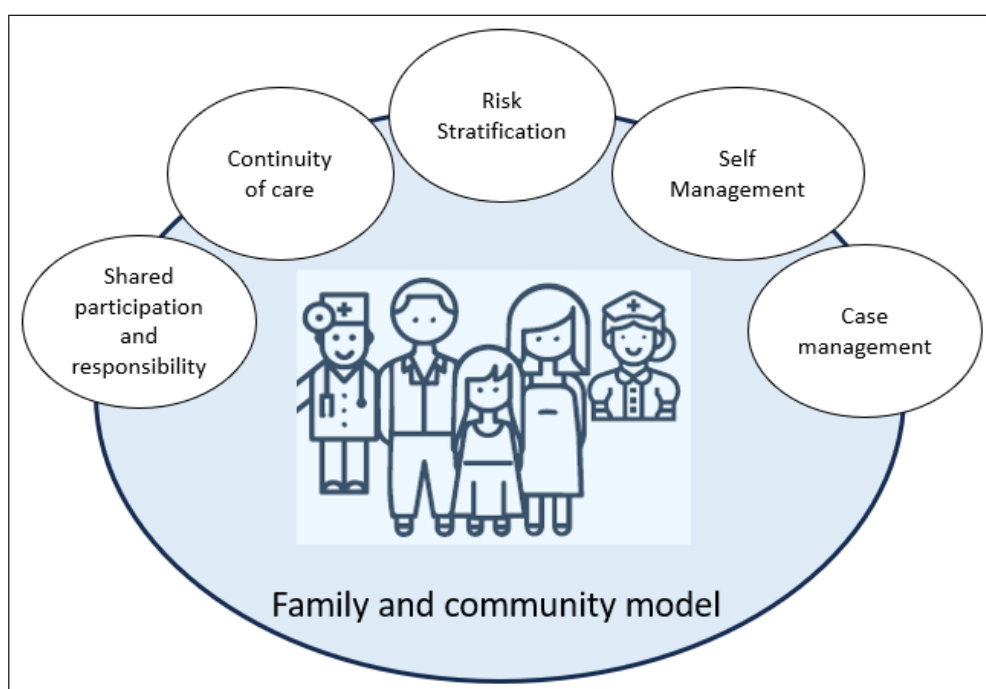 Shared
participation
and
responsibility
Continuity
of care
Risk
Stratification
Self
Management
Case
management
Family and community model